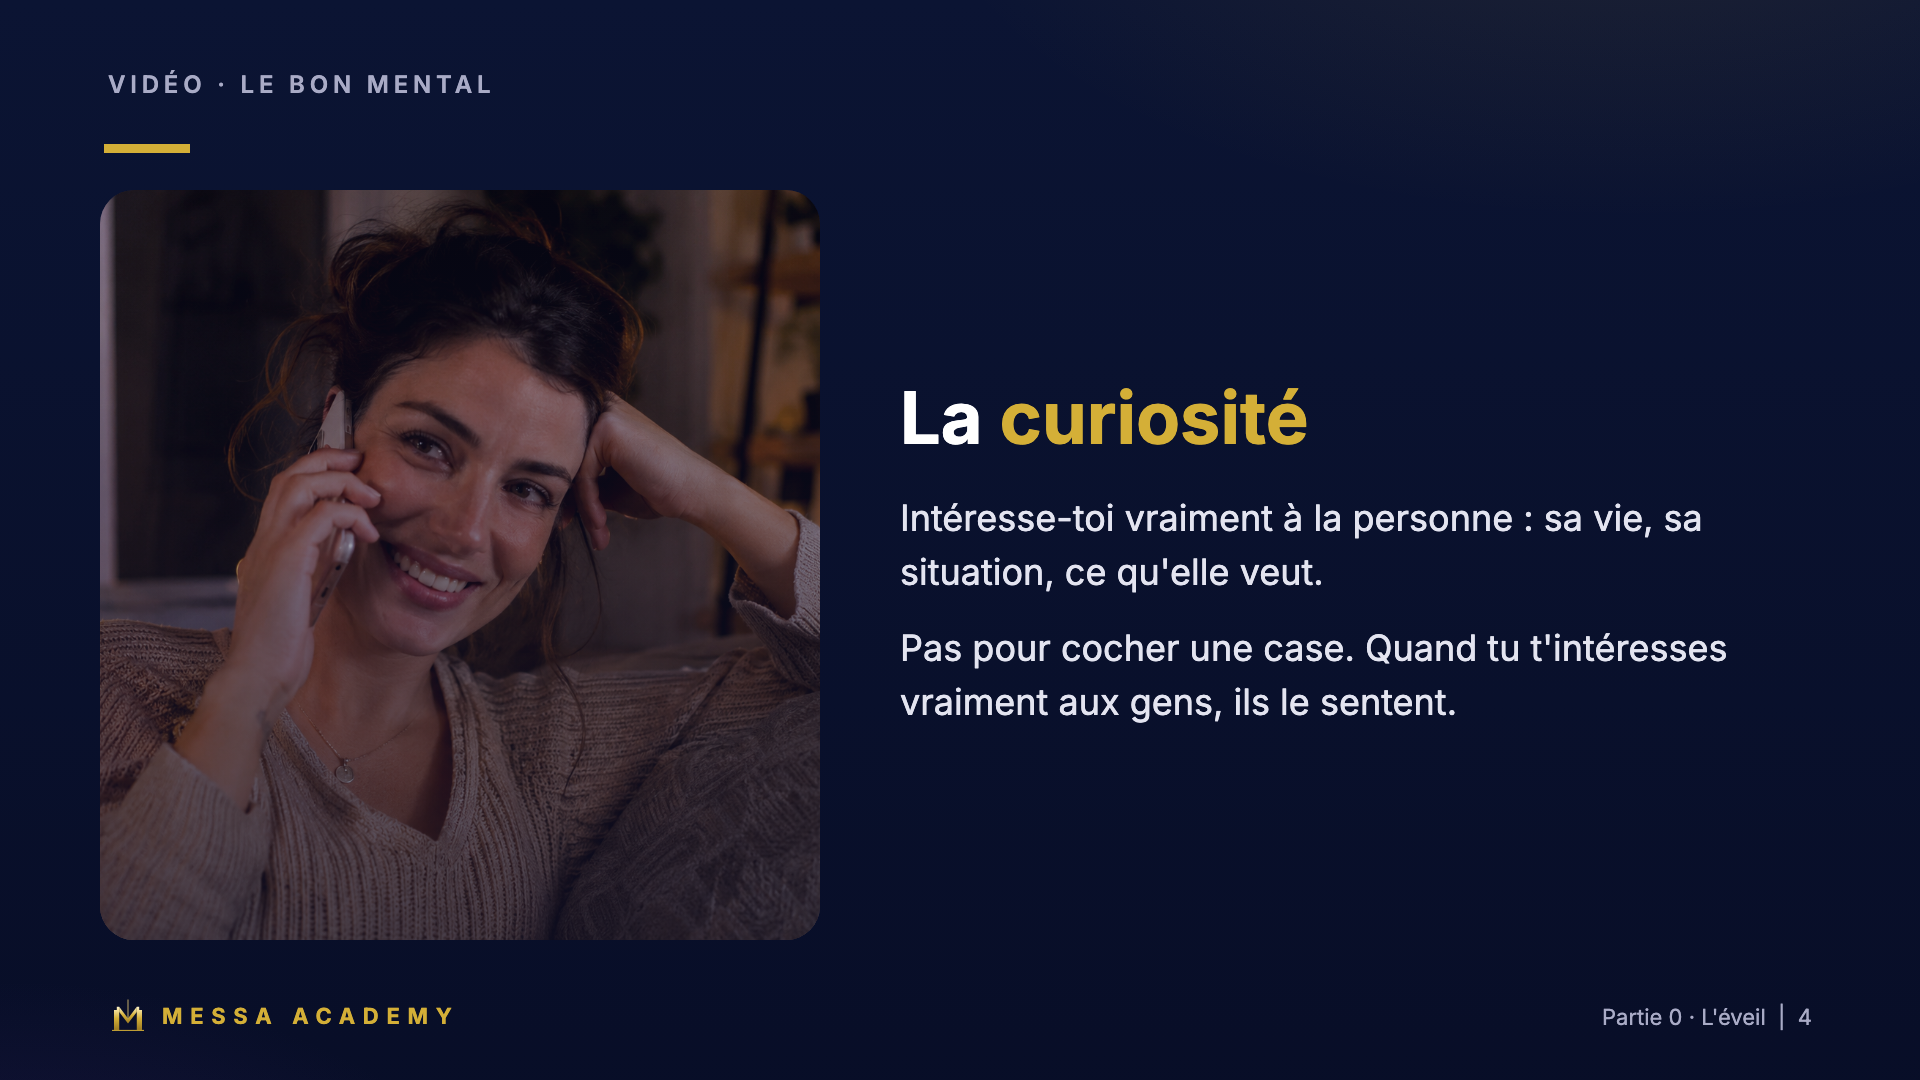 VIDÉO · LE BON MENTAL
La curiosité
Intéresse-toi vraiment à la personne : sa vie, sa
situation, ce qu'elle veut.
Pas pour cocher une case. Quand tu t'intéresses
vraiment aux gens, ils le sentent.
MESSA ACADEMY
Partie 0 · L'éveil | 4